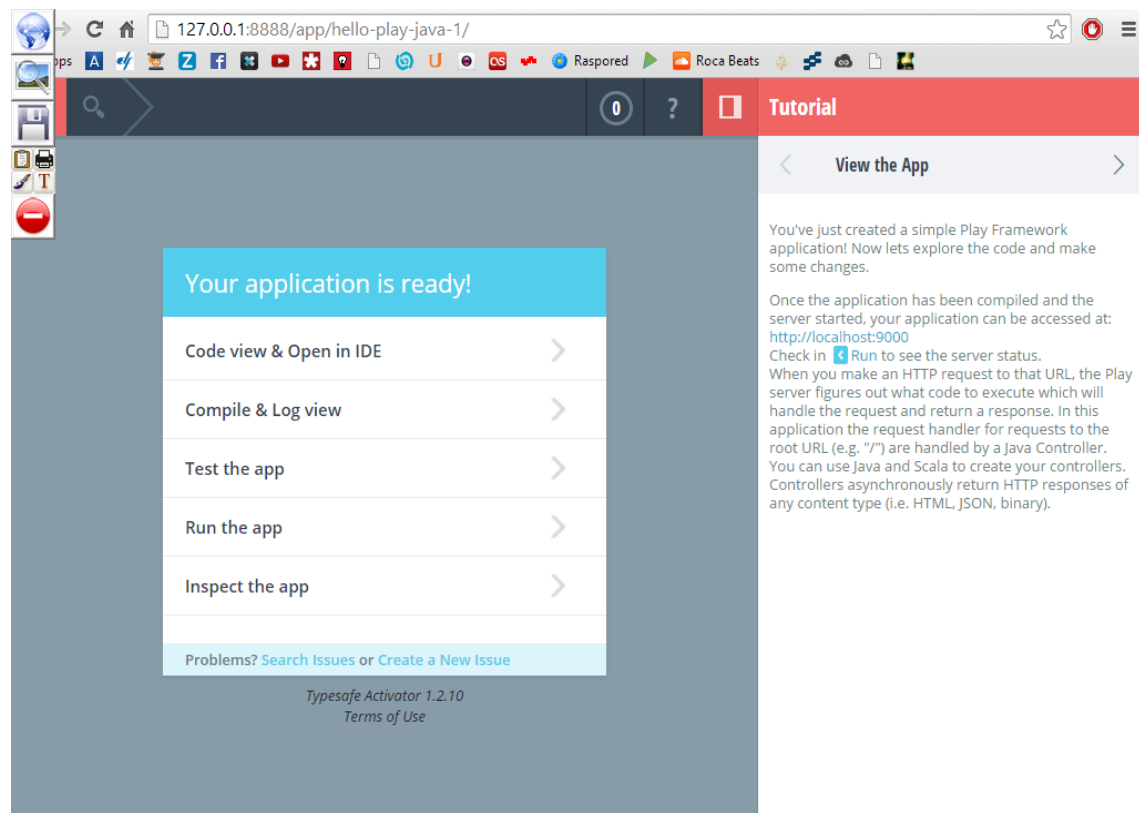 127.0.0.1:8888/app/hello-play-java-1/
ps A Z f U as Raspored Roca Beats
0 ? Tutorial
T
View the App
You've just created a simple Play Framework
application! Now lets explore the code and make
some changes.
Once the application has been compiled and the
server started, your application can be accessed at:
http://localhost:9000
Check in Run to see the server status.
When you make an HTTP request to that URL, the Play
server figures out what code to execute which will
handle the request and return a response. In this
application the request handler for requests to the
root URL (e.g. "/") are handled by a Java Controller.
You can use Java and Scala to create your controllers.
Controllers asynchronously return HTTP responses of
any content type (i.e. HTML, JSON, binary).
Your application is ready!
Code view & Open in IDE
Compile & Log view
Test the app
Run the app
Inspect the app
Problems? Search Issues or Create a New Issue
Typesafe Activator 1.2.10
Terms of Use